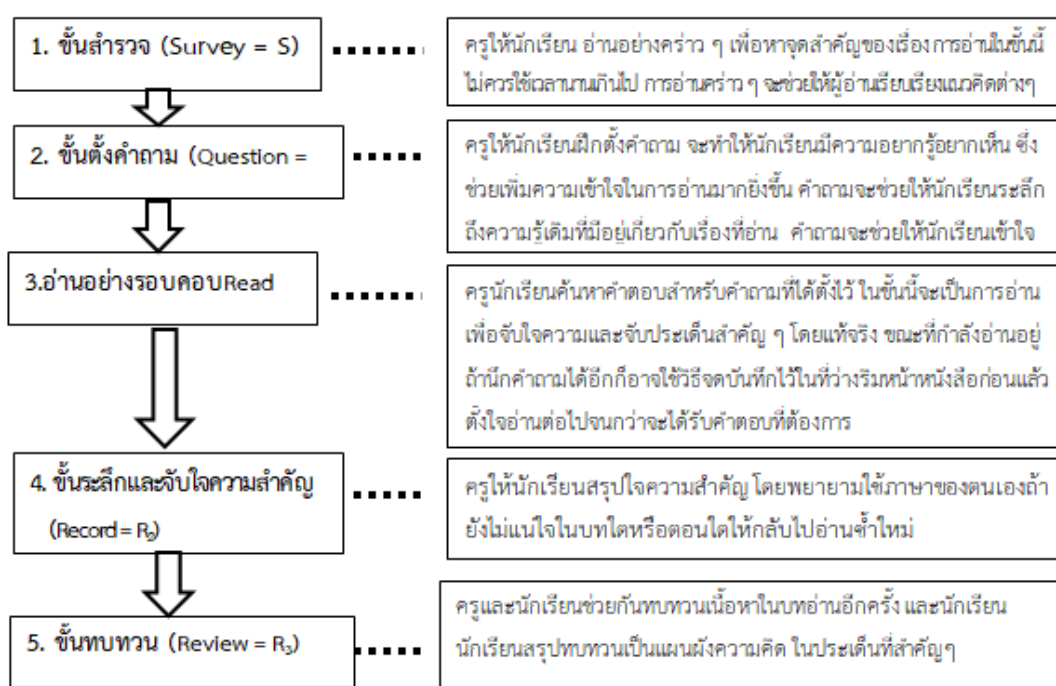 1. ขั้นสำรวจ (Survey = S)
ครูให้นักเรียน อ่านอย่างคร่าว ๆ เพื่อหาจุดสำคัญของเรื่อง การอ่านในขั้นนี้
ไม่ควรใช้เวลานานเกินไป การอ่านคร่าว ๆ จะช่วยให้ผู้อ่านเรียบเรียงแนวคิดต่างๆ
2. ขั้นตั้งคำถาม (Question =
ครูให้นักเรียนฝึกตั้งคำถาม จะทำให้นักเรียนมีความอยากรู้อยากเห็น ซึ่ง
ช่วยเพิ่มความเข้าใจในการอ่านมากยิ่งขึ้น คำถามจะช่วยให้นักเรียนระลึก
ถึงความรู้เดิมที่มีอยู่เกี่ยวกับเรื่องที่อ่าน คำถามจะช่วยให้นักเรียนเข้าใจ
3.อ่านอย่างรอบคอบRead
ครูนักเรียนค้นหาคำตอบสำหรับคำถามที่ได้ตั้งไว้ ในขั้นนี้จะเป็นการอ่าน
เพื่อจับใจความและจับประเด็นสำคัญ ๆ โดยแท้จริง ขณะที่กำลังอ่านอยู่
ถ้านึกคำถามได้อีกก็อาจใช้วิธีจดบันทึกไว้ในที่ว่างริมหน้าหนังสือก่อนแล้ว
ตั้งใจอ่านต่อไปจนกว่าจะได้รับคำตอบที่ต้องการ
4. ขั้นระลึกและจับใจความสำคัญ
(Record = R₂)
ครูให้นักเรียนสรุปใจความสำคัญ โดยพยายามใช้ภาษาของตนเองถ้า
ยังไม่แน่ใจในบทใดหรือตอนใดให้กลับไปอ่านซ้ำใหม่
5. ขั้นทบทวน (Review = R₃)
ครูและนักเรียนช่วยกันทบทวนเนื้อหาในบทอ่านอีกครั้ง และนักเรียน
นักเรียนสรุปทบทวนเป็นแผนผังความคิด ในประเด็นที่สำคัญๆ